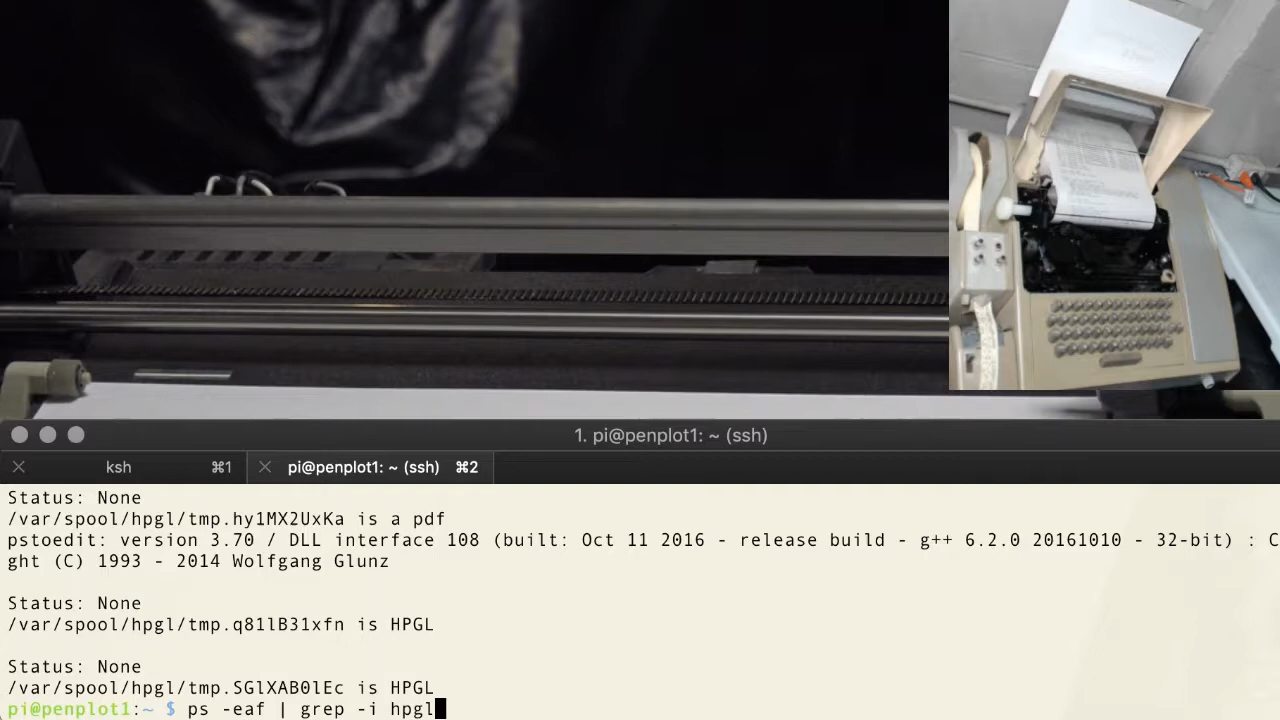 1. pi@penplot1: ~ (ssh)
ksh ⌘1 pi@penplot1: ~ (ssh) ⌘2
Status: None
/var/spool/hpgl/tmp.hy1MX2UxKa is a pdf
pstoedit: version 3.70 / DLL interface 108 (built: Oct 11 2016 - release build - g++ 6.2.0 20161010 - 32-bit) : C
ght (C) 1993 - 2014 Wolfgang Glunz
Status: None
/var/spool/hpgl/tmp.q81lB31xfn is HPGL
Status: None
/var/spool/hpgl/tmp.SGlXAB0lEc is HPGL
pi@penplot1:~ $ ps -eaf | grep -i hpgl